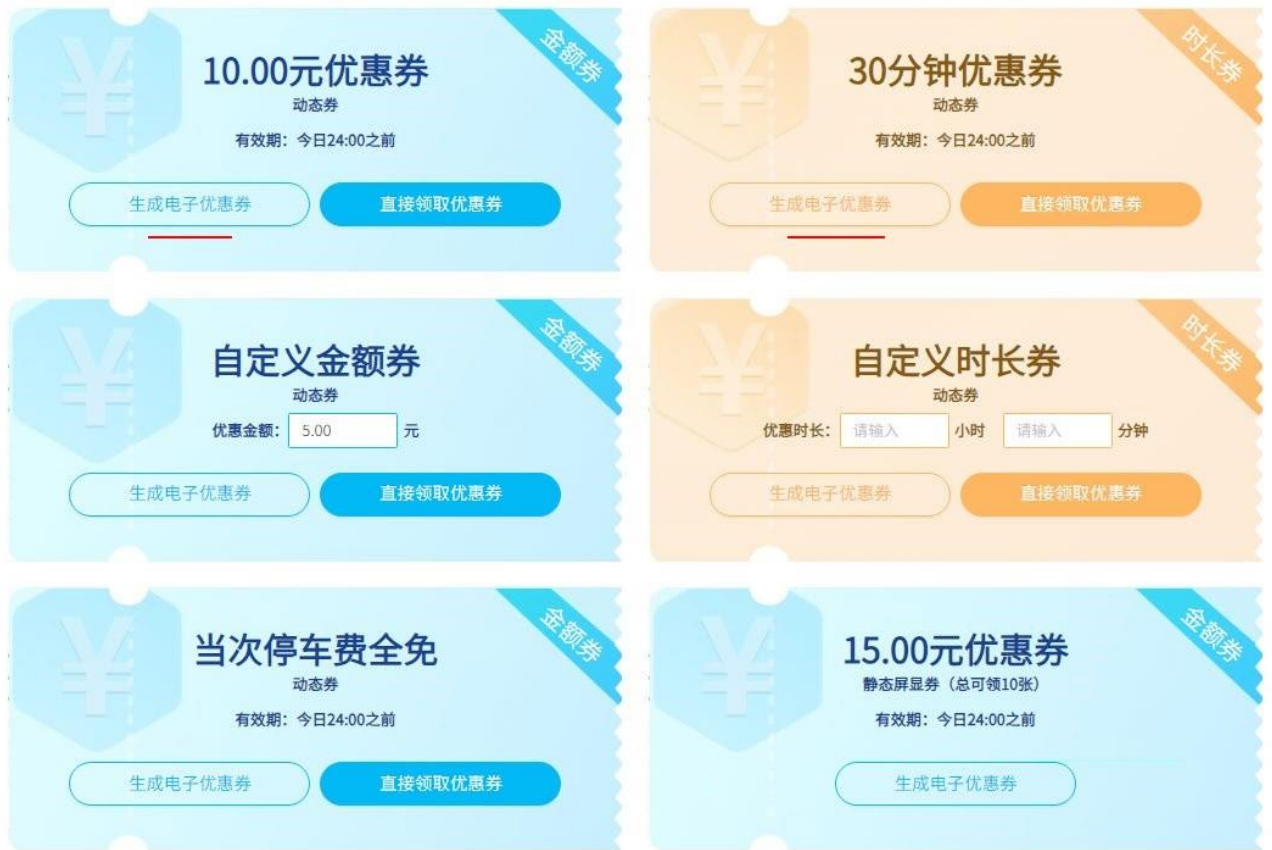 10.00元优惠券
金额券
动态券
有效期：今日24:00之前
生成电子优惠券
直接领取优惠券
30分钟优惠券
时长券
动态券
有效期：今日24:00之前
生成电子优惠券
直接领取优惠券
自定义金额券
金额券
动态券
优惠金额： 5.00 元
生成电子优惠券
直接领取优惠券
自定义时长券
时长券
动态券
优惠时长： 请输入 小时 请输入 分钟
生成电子优惠券
直接领取优惠券
当次停车费全免
金额券
动态券
有效期：今日24:00之前
生成电子优惠券
直接领取优惠券
15.00元优惠券
金额券
静态屏显券（总可领10张）
有效期：今日24:00之前
生成电子优惠券